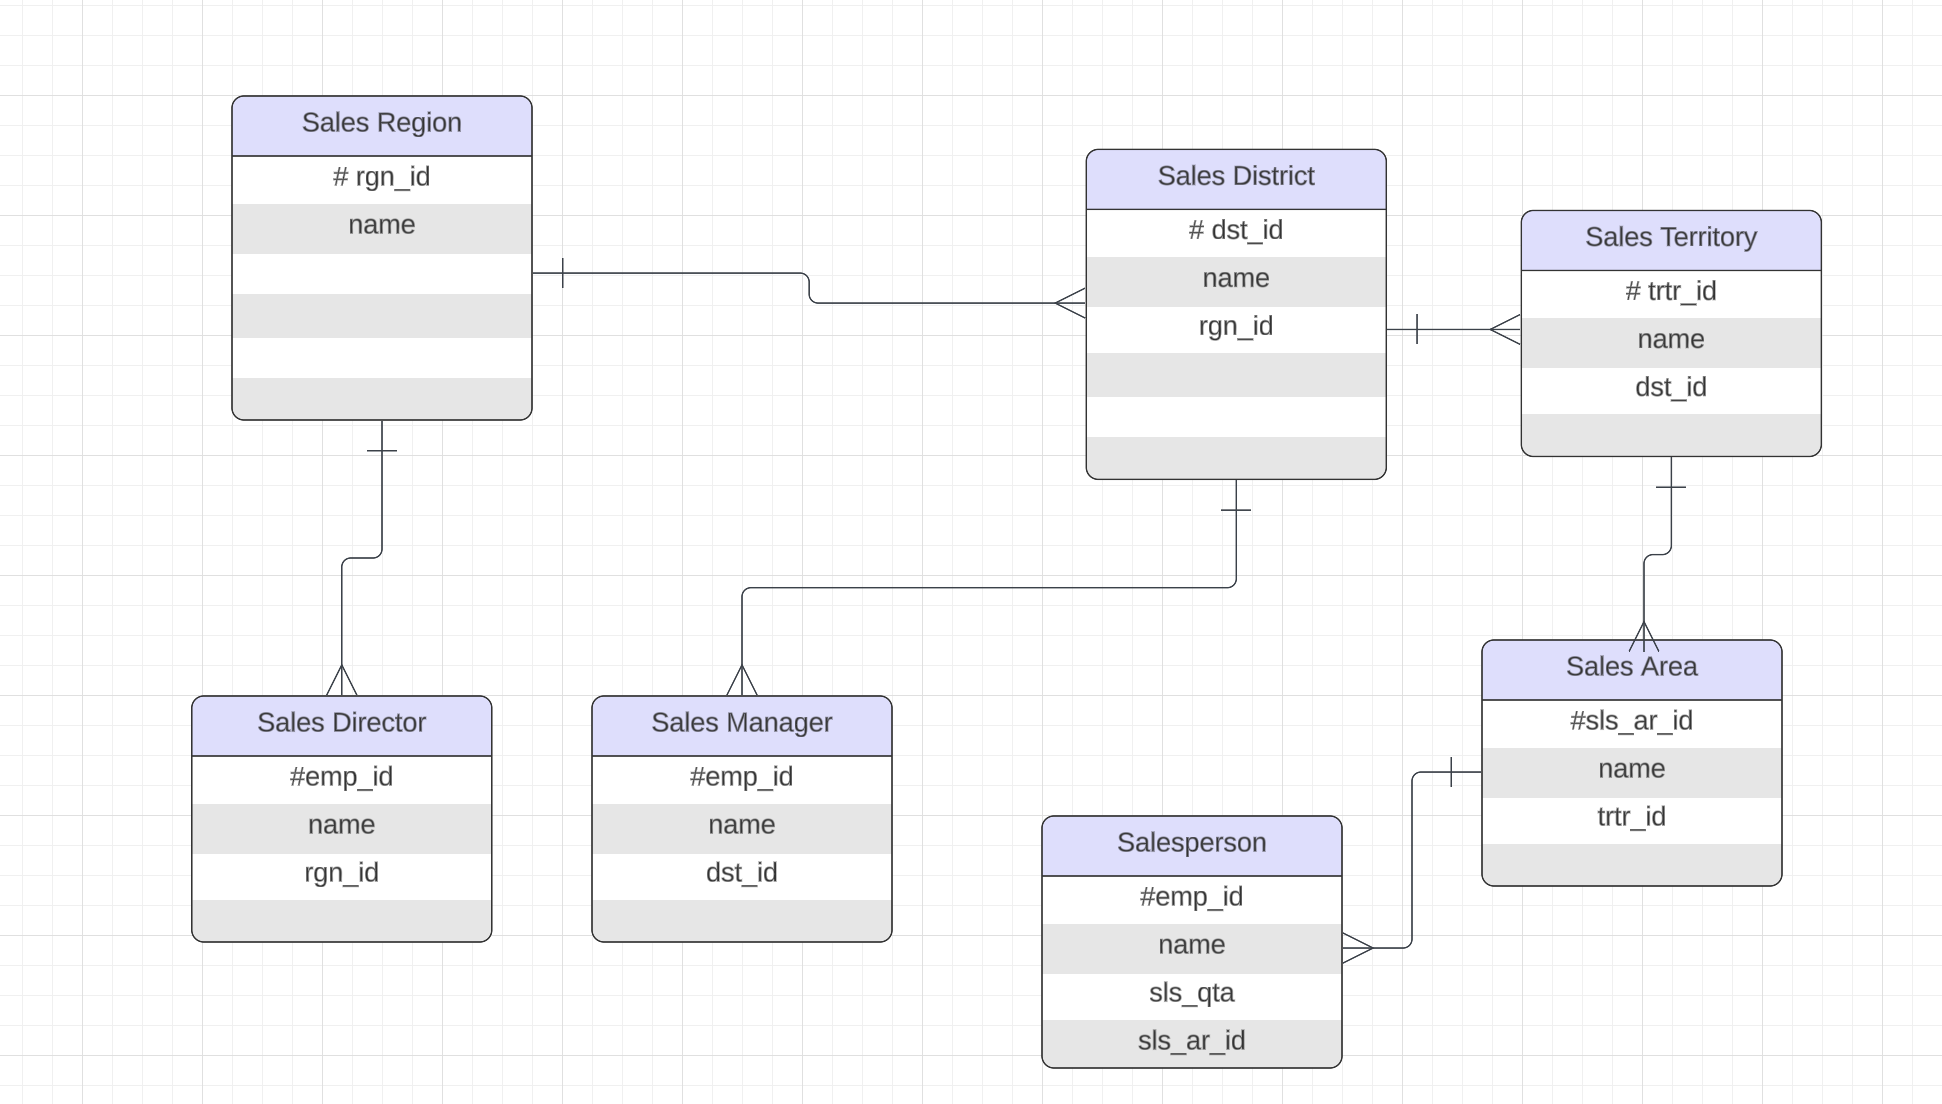 Sales Region
# rgn_id
name
Sales District
# dst_id
name
rgn_id
Sales Territory
# trtr_id
name
dst_id
Sales Director
#emp_id
name
rgn_id
Sales Manager
#emp_id
name
dst_id
Salesperson
#emp_id
name
sls_qta
sls_ar_id
Sales Area
#sls_ar_id
name
trtr_id